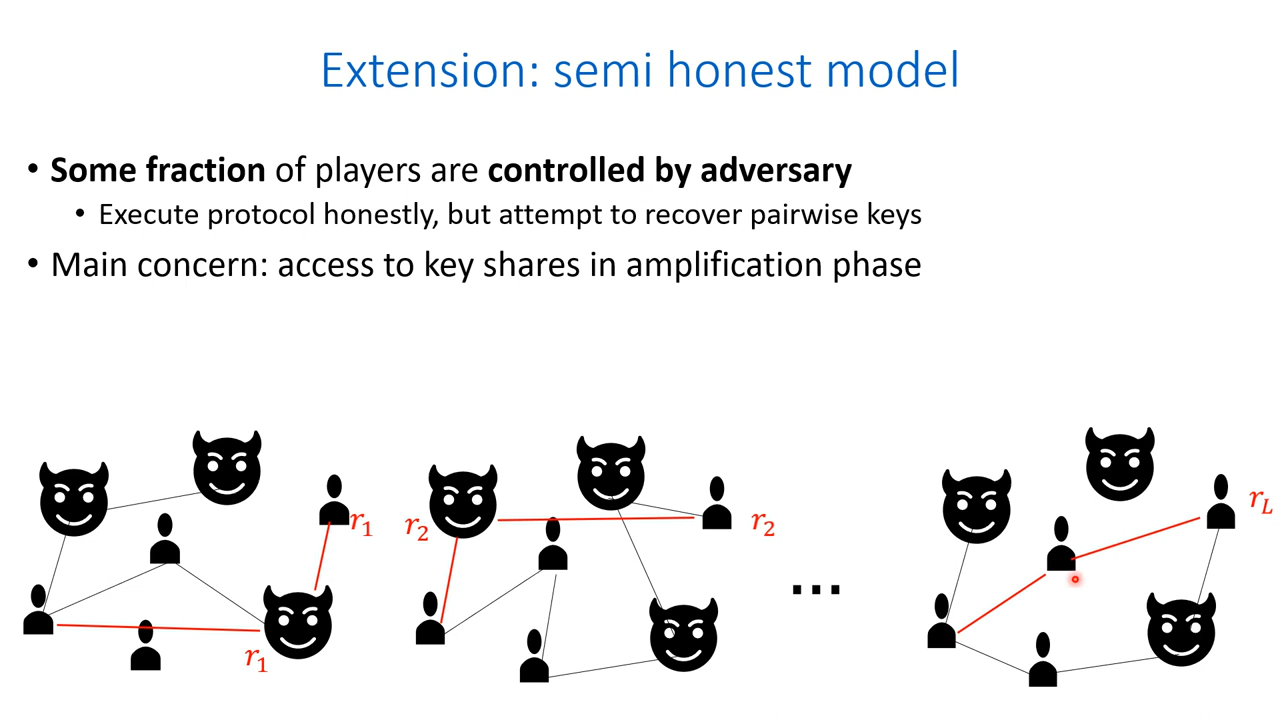 Extension: semi honest model
• Some fraction of players are controlled by adversary
• Execute protocol honestly, but attempt to recover pairwise keys
• Main concern: access to key shares in amplification phase
r₁
r₁
r₂
r₂
...
r_L